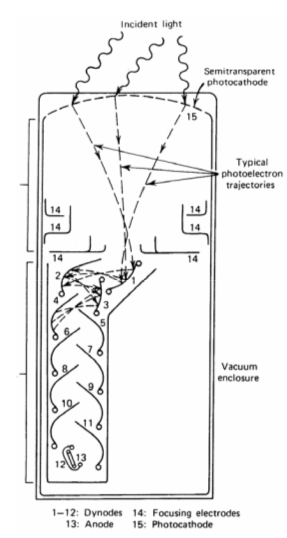 Incident light
Semitransparent
photocathode
15
Typical
photoelectron
trajectories
14
14
14
14
14
14
2
1
4
3
5
6
7
8
9
10
11
12
13
Vacuum
enclosure
1–12: Dynodes 14: Focusing electrodes
13: Anode 15: Photocathode